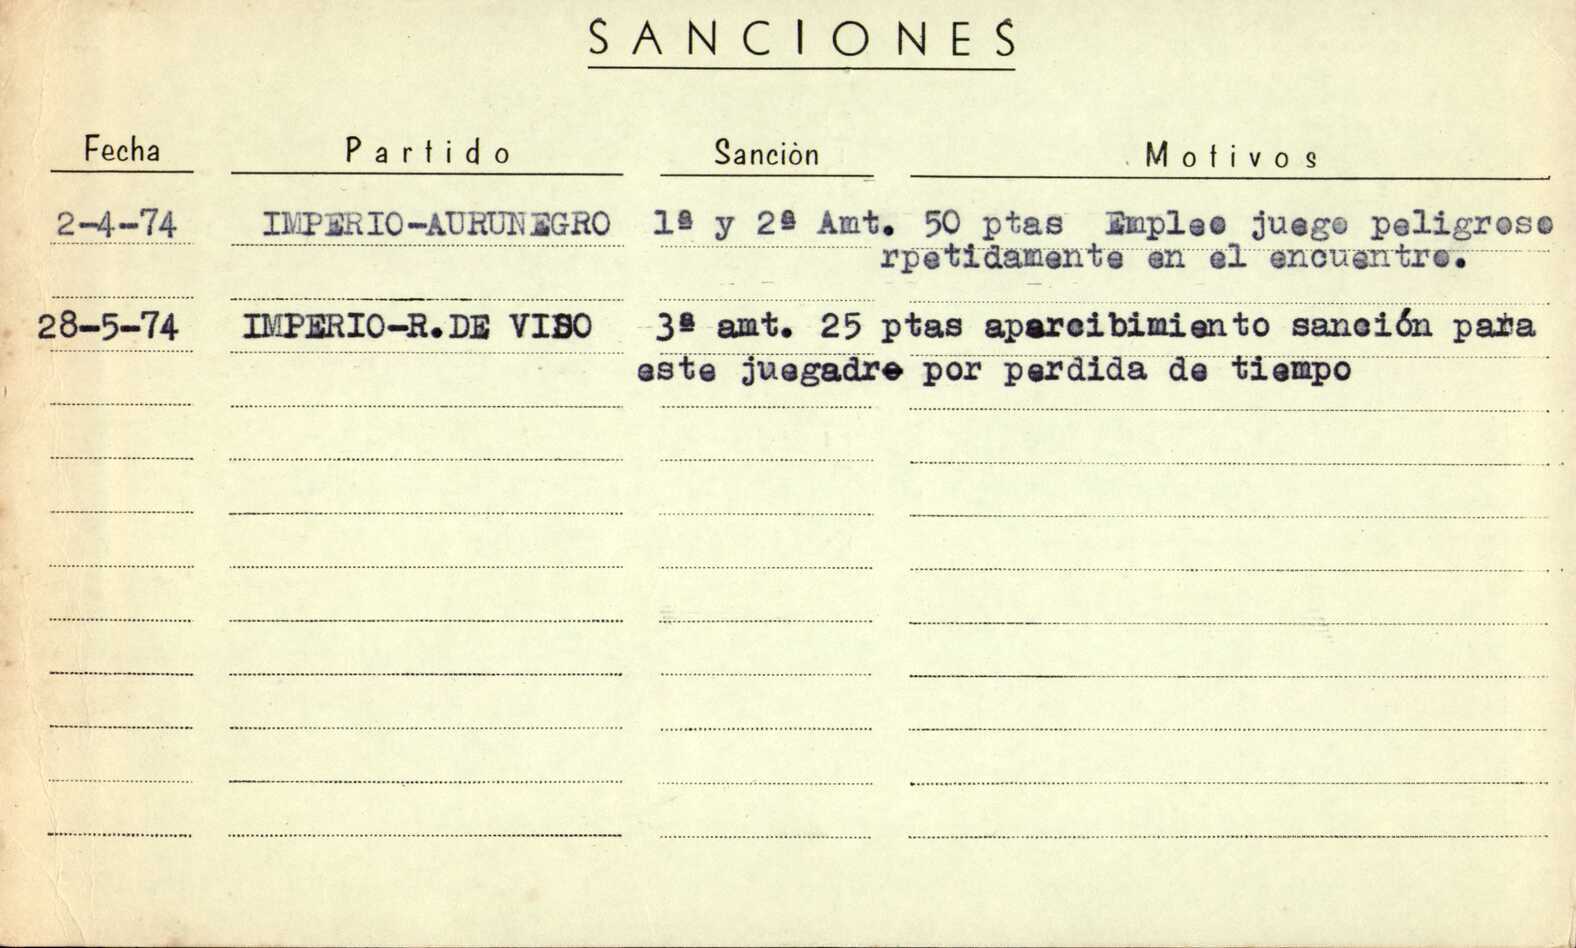 SANCIONES
Fecha Partido Sanciòn Motivos
2-4-74 IMPERIO-AURUNEGRO 1ª y 2ª Amt. 50 ptas Empleo juego peligroso
rpetidamente en el encuentro.
28-5-74 IMPERIO-R.DE VISO 3ª amt. 25 ptas aparcibimiento sanción para
este juegadro por perdida de tiempo